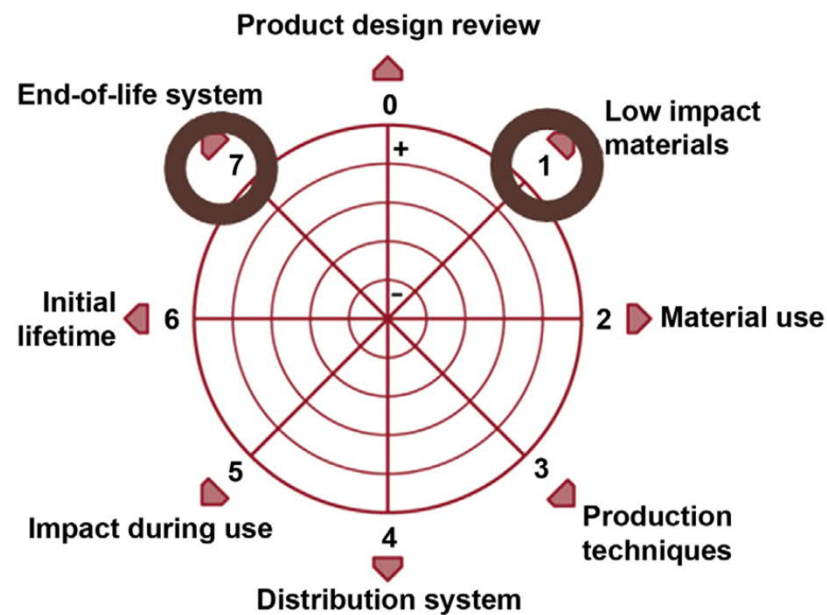 Product design review
0
+
End-of-life system
7
Low impact
materials
1
-
Initial
lifetime
6
2
Material use
5
Impact during use
3
Production
techniques
4
Distribution system